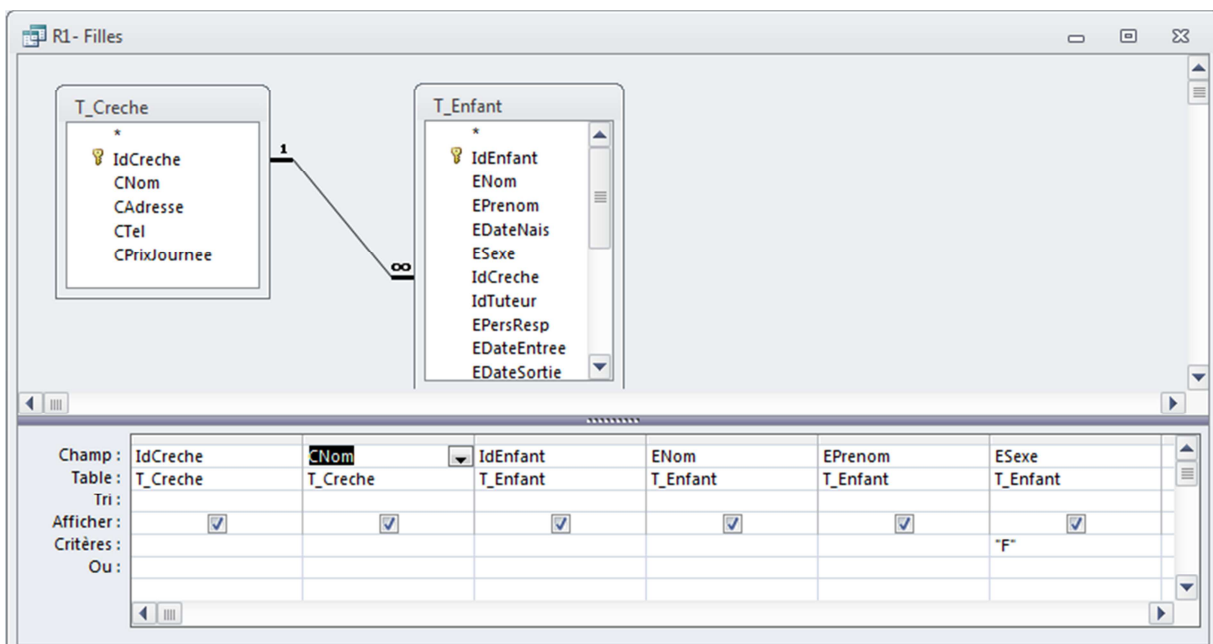 R1- Filles
T_Creche
*
IdCreche
CNom
CAdresse
CTel
CPrixJournee
1
∞
T_Enfant
*
IdEnfant
ENom
EPrenom
EDateNais
ESexe
IdCreche
IdTuteur
EPersResp
EDateEntree
EDateSortie
Champ : IdCreche CNom IdEnfant ENom EPrenom ESexe
Table : T_Creche T_Creche T_Enfant T_Enfant T_Enfant T_Enfant
Tri :
Afficher :
Critères : "F"
Ou :